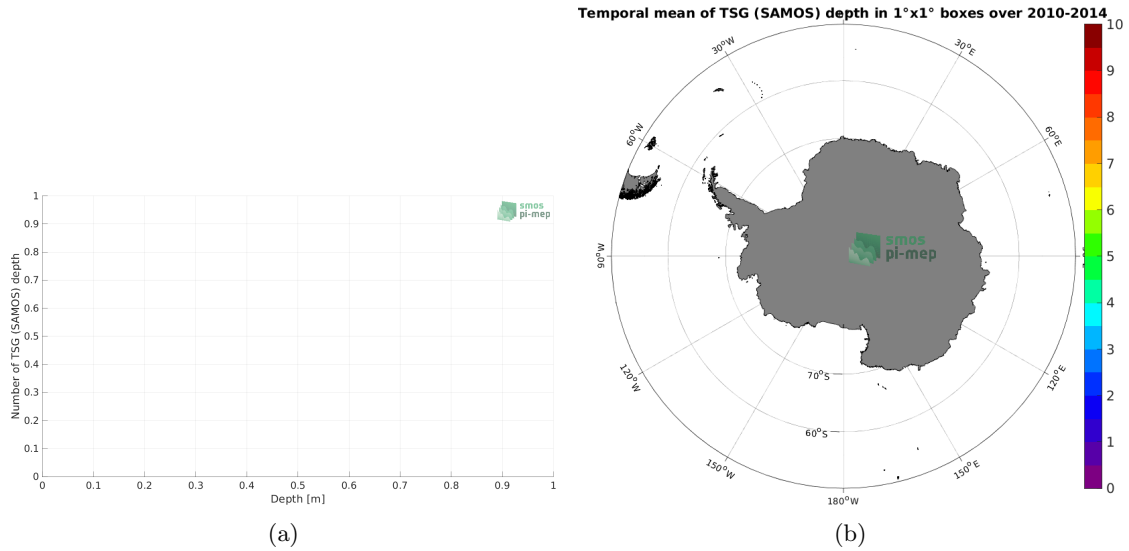 Temporal mean of TSG (SAMOS) depth in 1°x1° boxes over 2010-2014
Number of TSG (SAMOS) depth
1
0.9
0.8
0.7
0.6
0.5
0.4
0.3
0.2
0.1
0
0
0.1
0.2
0.3
0.4
0.5
0.6
0.7
0.8
0.9
1
Depth [m]
smos
pi-mep
(a)
30°W
30°E
60°W
60°E
90°W
120°W
120°E
150°W
150°E
180°W
70°S
60°S
smos
pi-mep
10
9
8
7
6
5
4
3
2
1
0
(b)